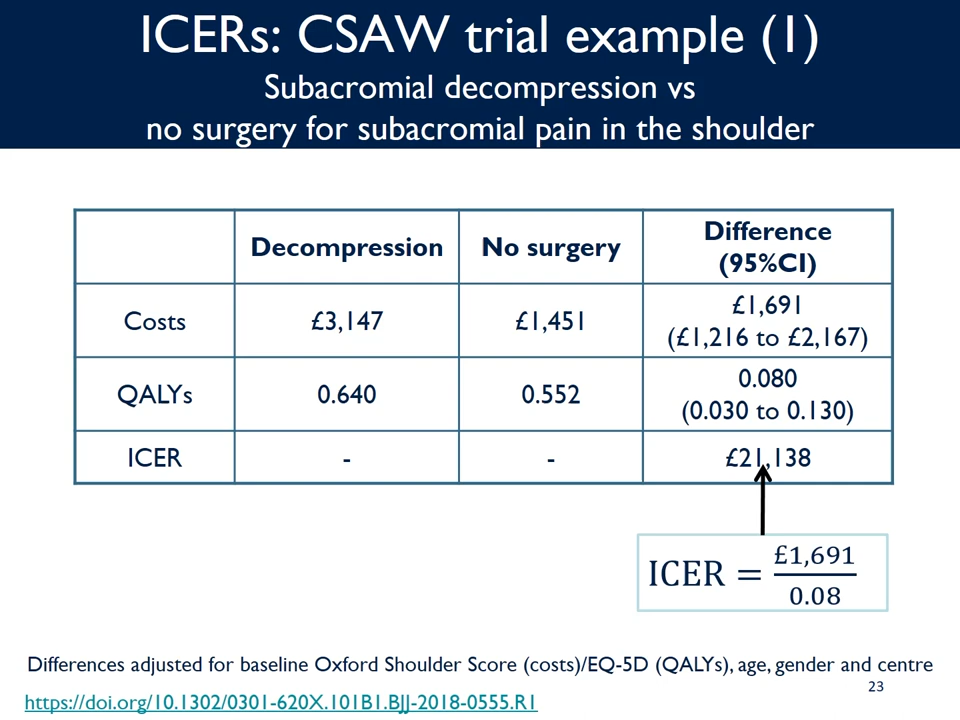 ICERs: CSAW trial example (1)
Subacromial decompression vs
no surgery for subacromial pain in the shoulder
Decompression No surgery Difference (95%CI)
Costs £3,147 £1,451 £1,691 (£1,216 to £2,167)
QALYs 0.640 0.552 0.080 (0.030 to 0.130)
ICER - - £21,138
ICER = £1,691 / 0.08
Differences adjusted for baseline Oxford Shoulder Score (costs)/EQ-5D (QALYs), age, gender and centre
23
https://doi.org/10.1302/0301-620X.101B1.BJJ-2018-0555.R1